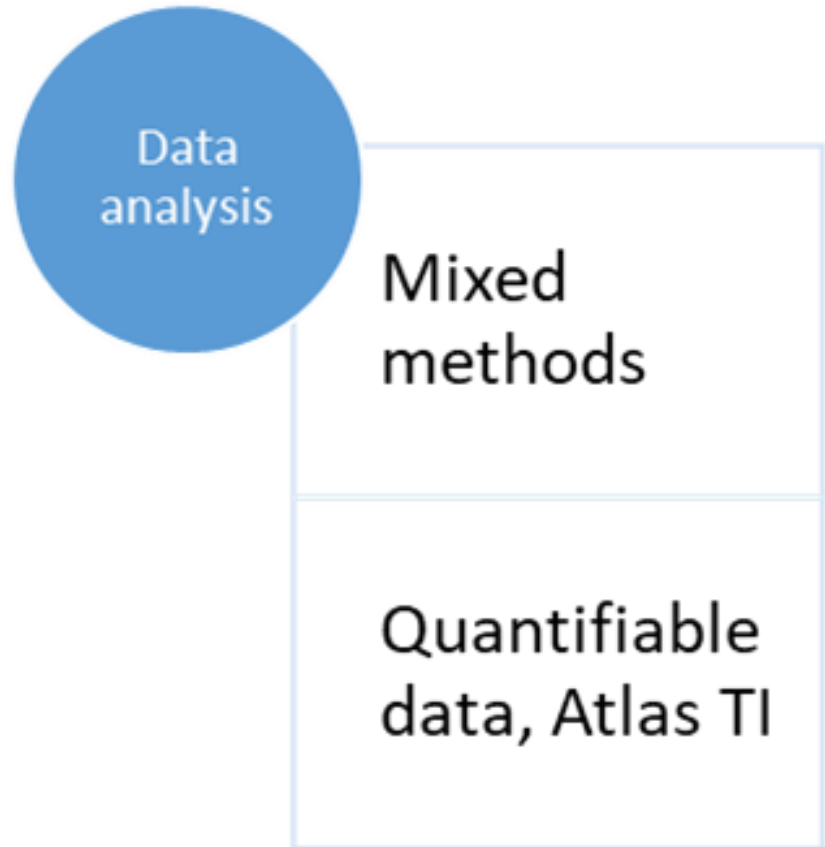 Data
analysis
Mixed
methods
Quantifiable
data, Atlas TI